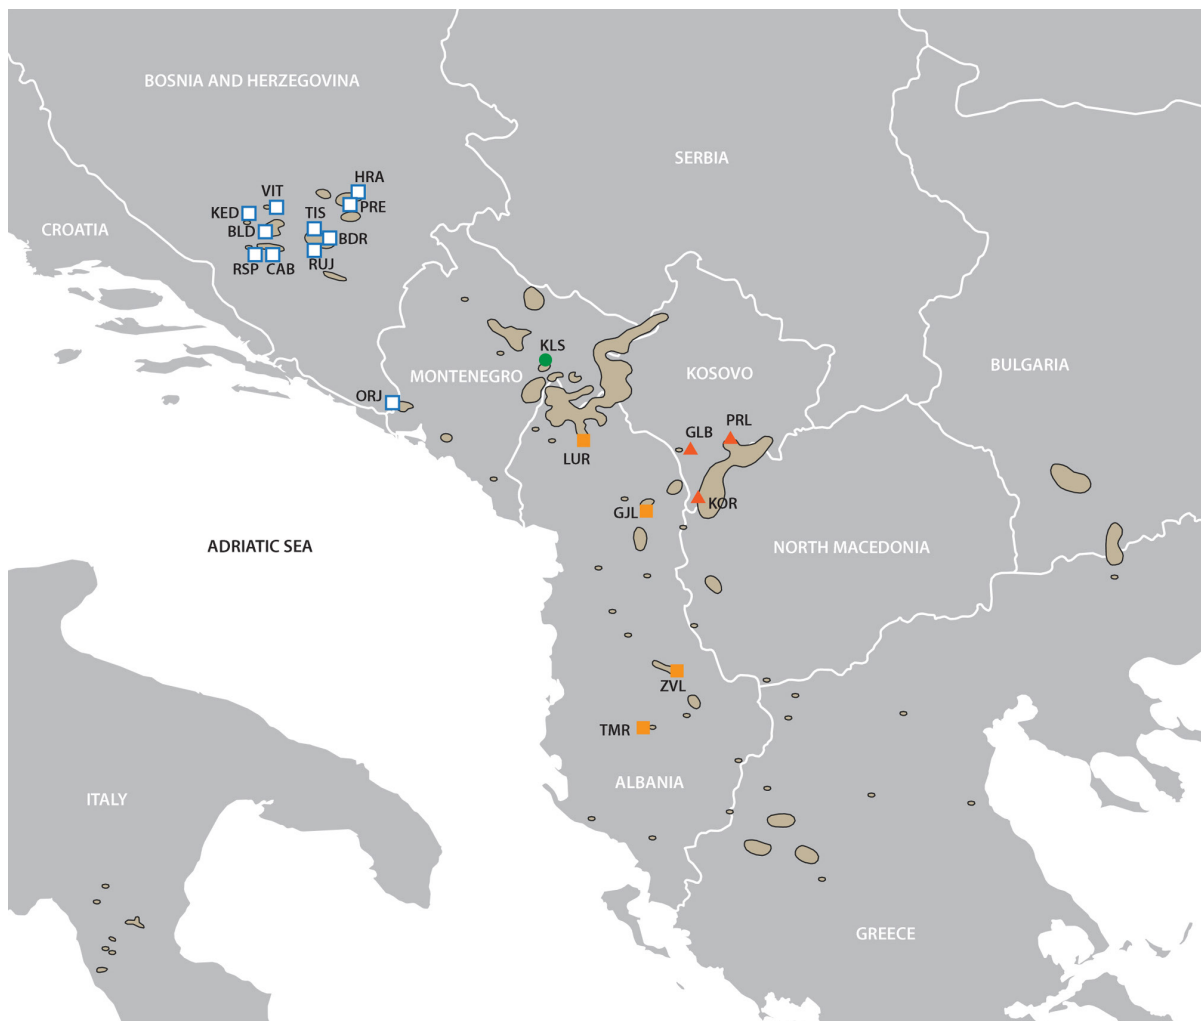 BOSNIA AND HERZEGOVINA
SERBIA
HRA
VIT
KED
TIS
PRE
CROATIA
BLD
BDR
RSP
CAB
RUJ
KLS
MONTENEGRO
KOSOVO
BULGARIA
ORJ
PRL
GLB
LUR
KOR
GJL
ADRIATIC SEA
NORTH MACEDONIA
ZVL
TMR
ALBANIA
ITALY
GREECE